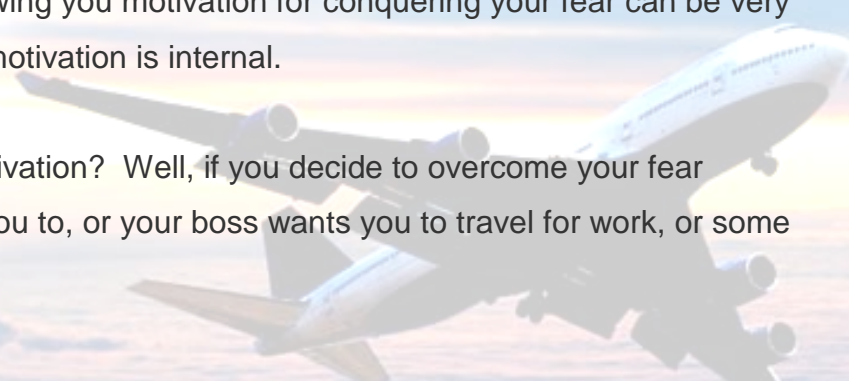 you motivation for conquering your fear can be very
motivation is internal.
ivation? Well, if you decide to overcome your fear
ou to, or your boss wants you to travel for work, or some